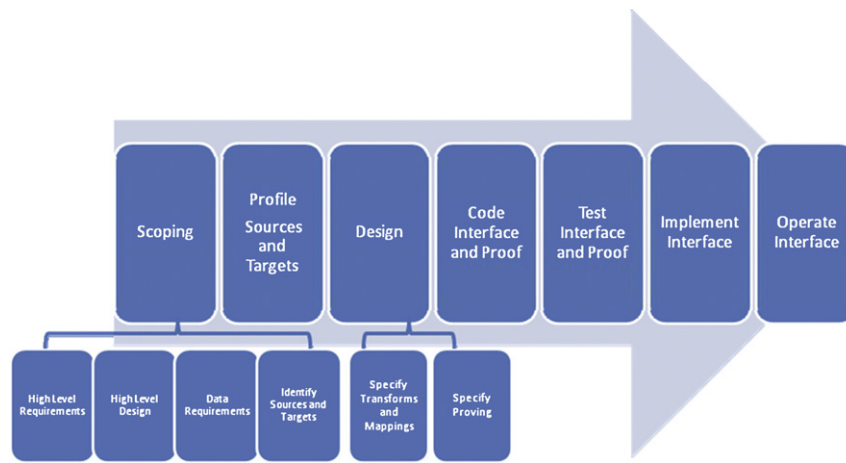 Scoping
Profile
Sources
and
Targets
Design
Code
Interface
and Proof
Test
Interface
and Proof
Implement
Interface
Operate
Interface
High Level
Requirements
High Level
Design
Data
Requirements
Identify
Sources and
Targets
Specify
Transforms
and
Mappings
Specify
Proving